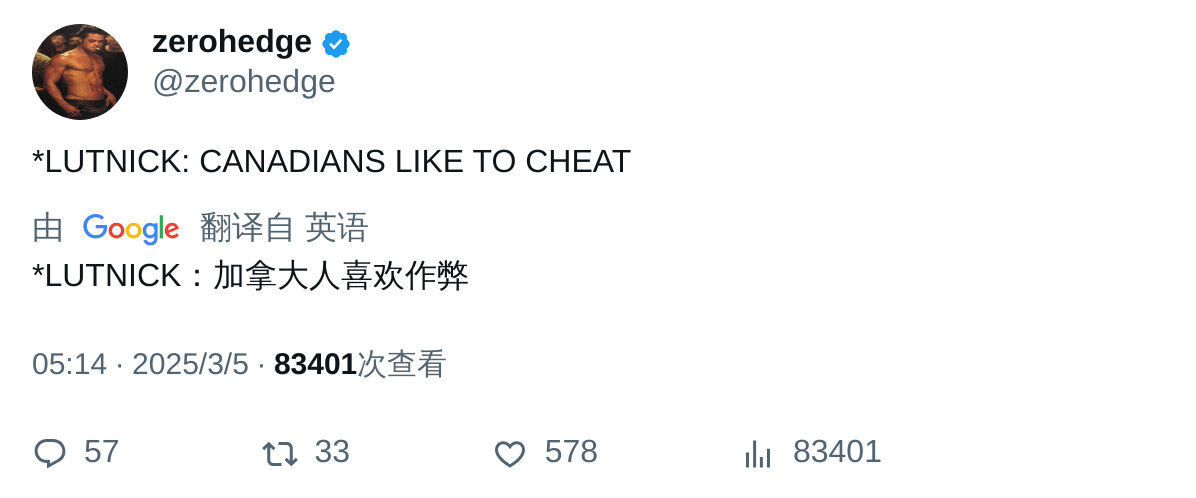 zerohedge
@zerohedge
*LUTNICK: CANADIANS LIKE TO CHEAT
由 Google 翻译自 英语
*LUTNICK：加拿大人喜欢作弊
05:14 · 2025/3/5 · 83401次查看
57 33 578 83401